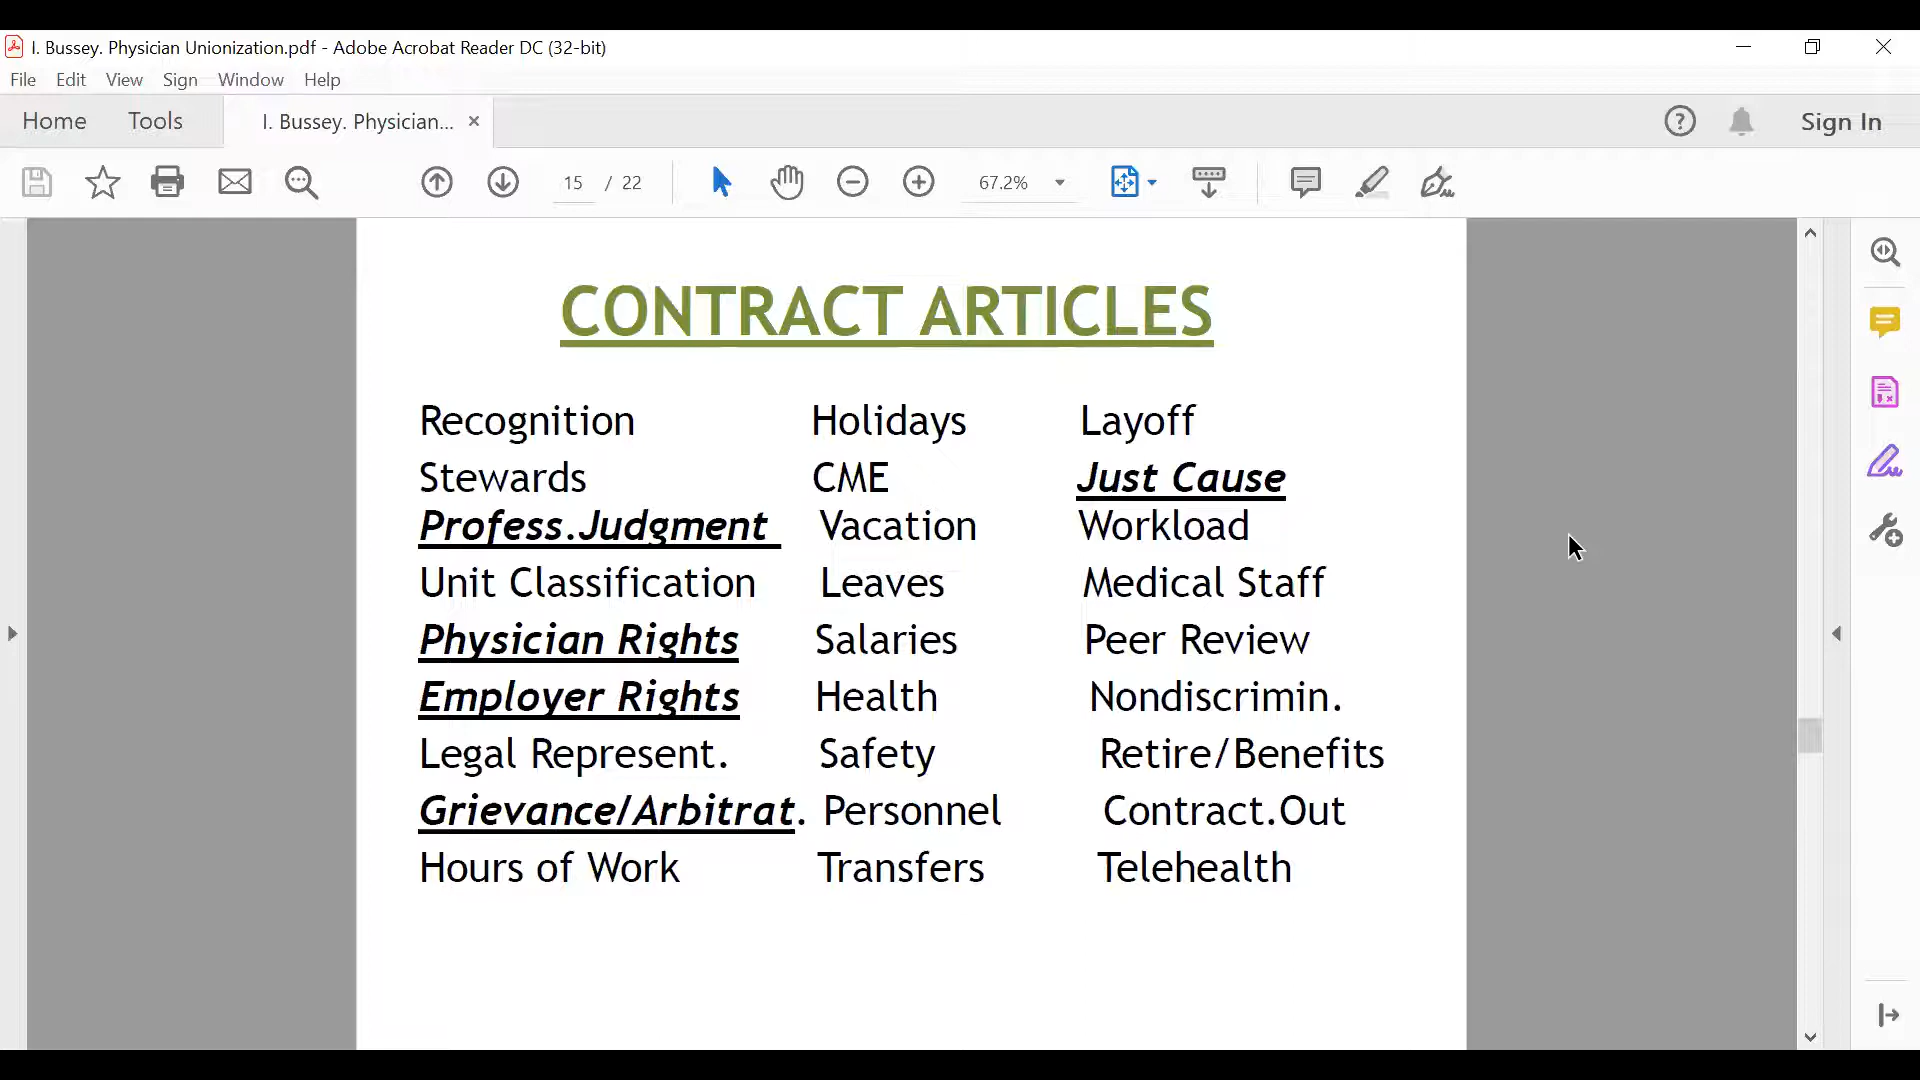 I. Bussey. Physician Unionization.pdf - Adobe Acrobat Reader DC (32-bit)
File Edit View Sign Window Help
Home Tools I. Bussey. Physician... × Sign In
15 / 22 67.2%
CONTRACT ARTICLES
Recognition Holidays Layoff
Stewards CME Just Cause
Profess.Judgment Vacation Workload
Unit Classification Leaves Medical Staff
Physician Rights Salaries Peer Review
Employer Rights Health Nondiscrimin.
Legal Represent. Safety Retire/Benefits
Grievance/Arbitrat. Personnel Contract.Out
Hours of Work Transfers Telehealth